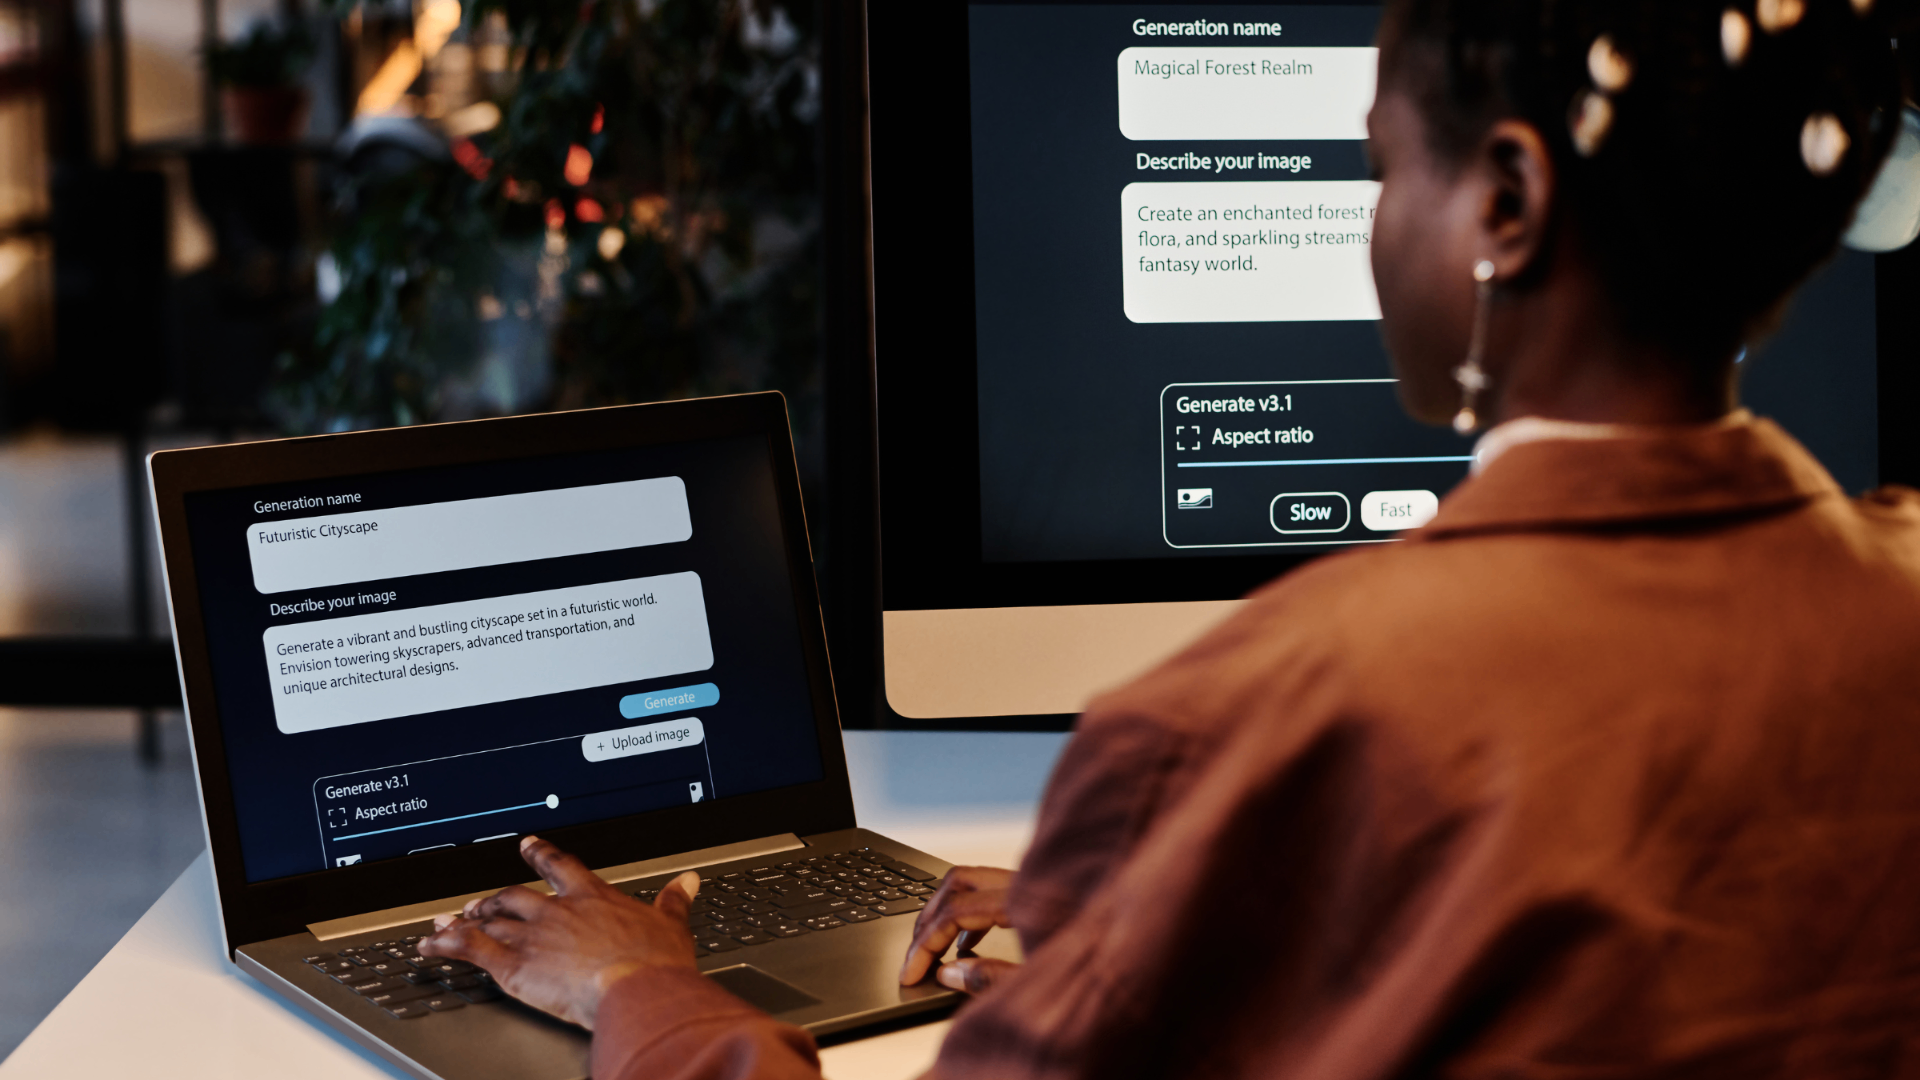 Generation name
Magical Forest Realm
Describe your image
Create an enchanted forest
flora, and sparkling streams
fantasy world.
Generate v3.1
Aspect ratio
Slow
Fast
Generation name
Futuristic Cityscape
Describe your image
Generate a vibrant and bustling cityscape set in a futuristic world.
Envision towering skyscrapers, advanced transportation, and
unique architectural designs.
Generate
+ Upload image
Generate v3.1
Aspect ratio